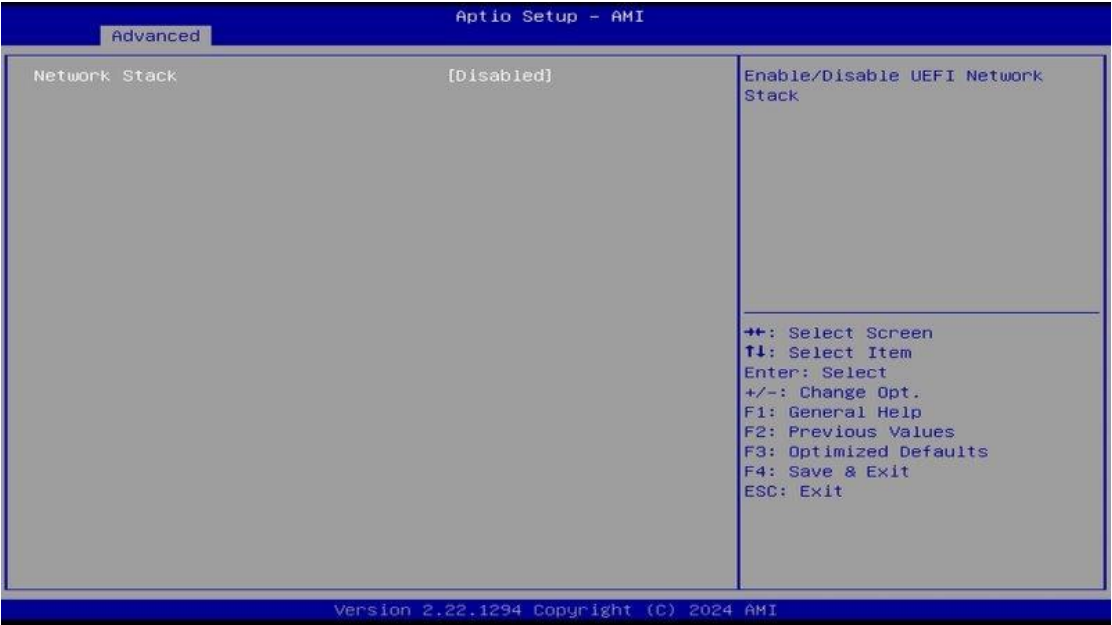 Aptio Setup - AMI
Advanced
Network Stack [Disabled]
Enable/Disable UEFI Network
Stack
→←: Select Screen
↑↓: Select Item
Enter: Select
+/-: Change Opt.
F1: General Help
F2: Previous Values
F3: Optimized Defaults
F4: Save & Exit
ESC: Exit
Version 2.22.1294 Copyright (C) 2024 AMI